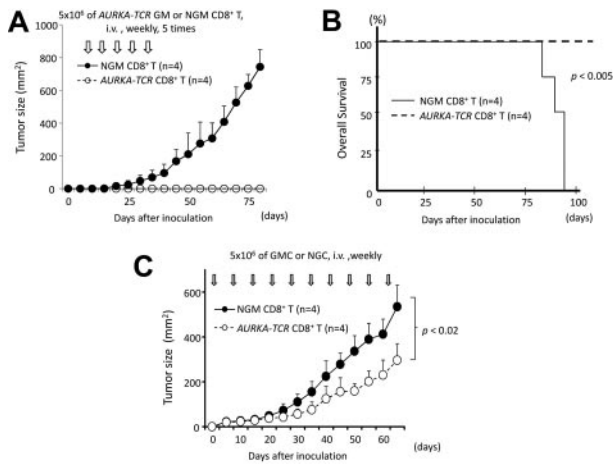 A
5x10⁶ of AURKA-TCR GM or NGM CD8⁺ T,
i.v. , weekly, 5 times
1000
800
600
400
200
0
Tumor size (mm²)
NGM CD8⁺ T (n=4)
AURKA-TCR CD8⁺ T (n=4)
0 25 50 75
Days after inoculation (days)
B
(%)
100
75
50
25
0
Overall Survival
p < 0.005
NGM CD8⁺ T (n=4)
AURKA-TCR CD8⁺ T (n=4)
0 25 50 75 100
Days after inoculation (days)
C
5x10⁶ of GMC or NGC, i.v. ,weekly
600
400
200
0
Tumor size (mm²)
NGM CD8⁺ T (n=4)
AURKA-TCR CD8⁺ T (n=4)
p < 0.02
0 10 20 30 40 50 60
(days)
Days after inoculation